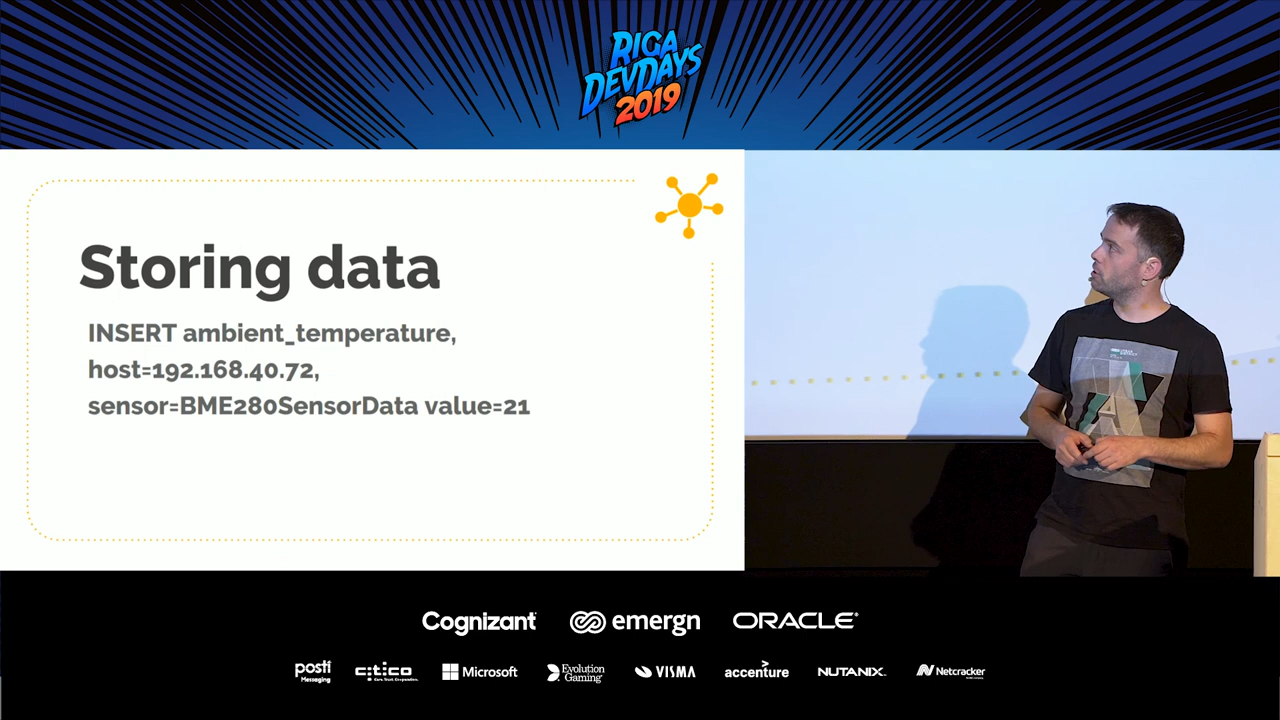 RIGA
DEVDAYS
2019
Storing data
INSERT ambient_temperature,
host=192.168.40.72,
sensor=BME280SensorData value=21
Cognizant
emergn
ORACLE
posti
Messaging
citico
Microsoft
Evolution
Gaming
VISMA
accenture
NUTANIX
Netcracker